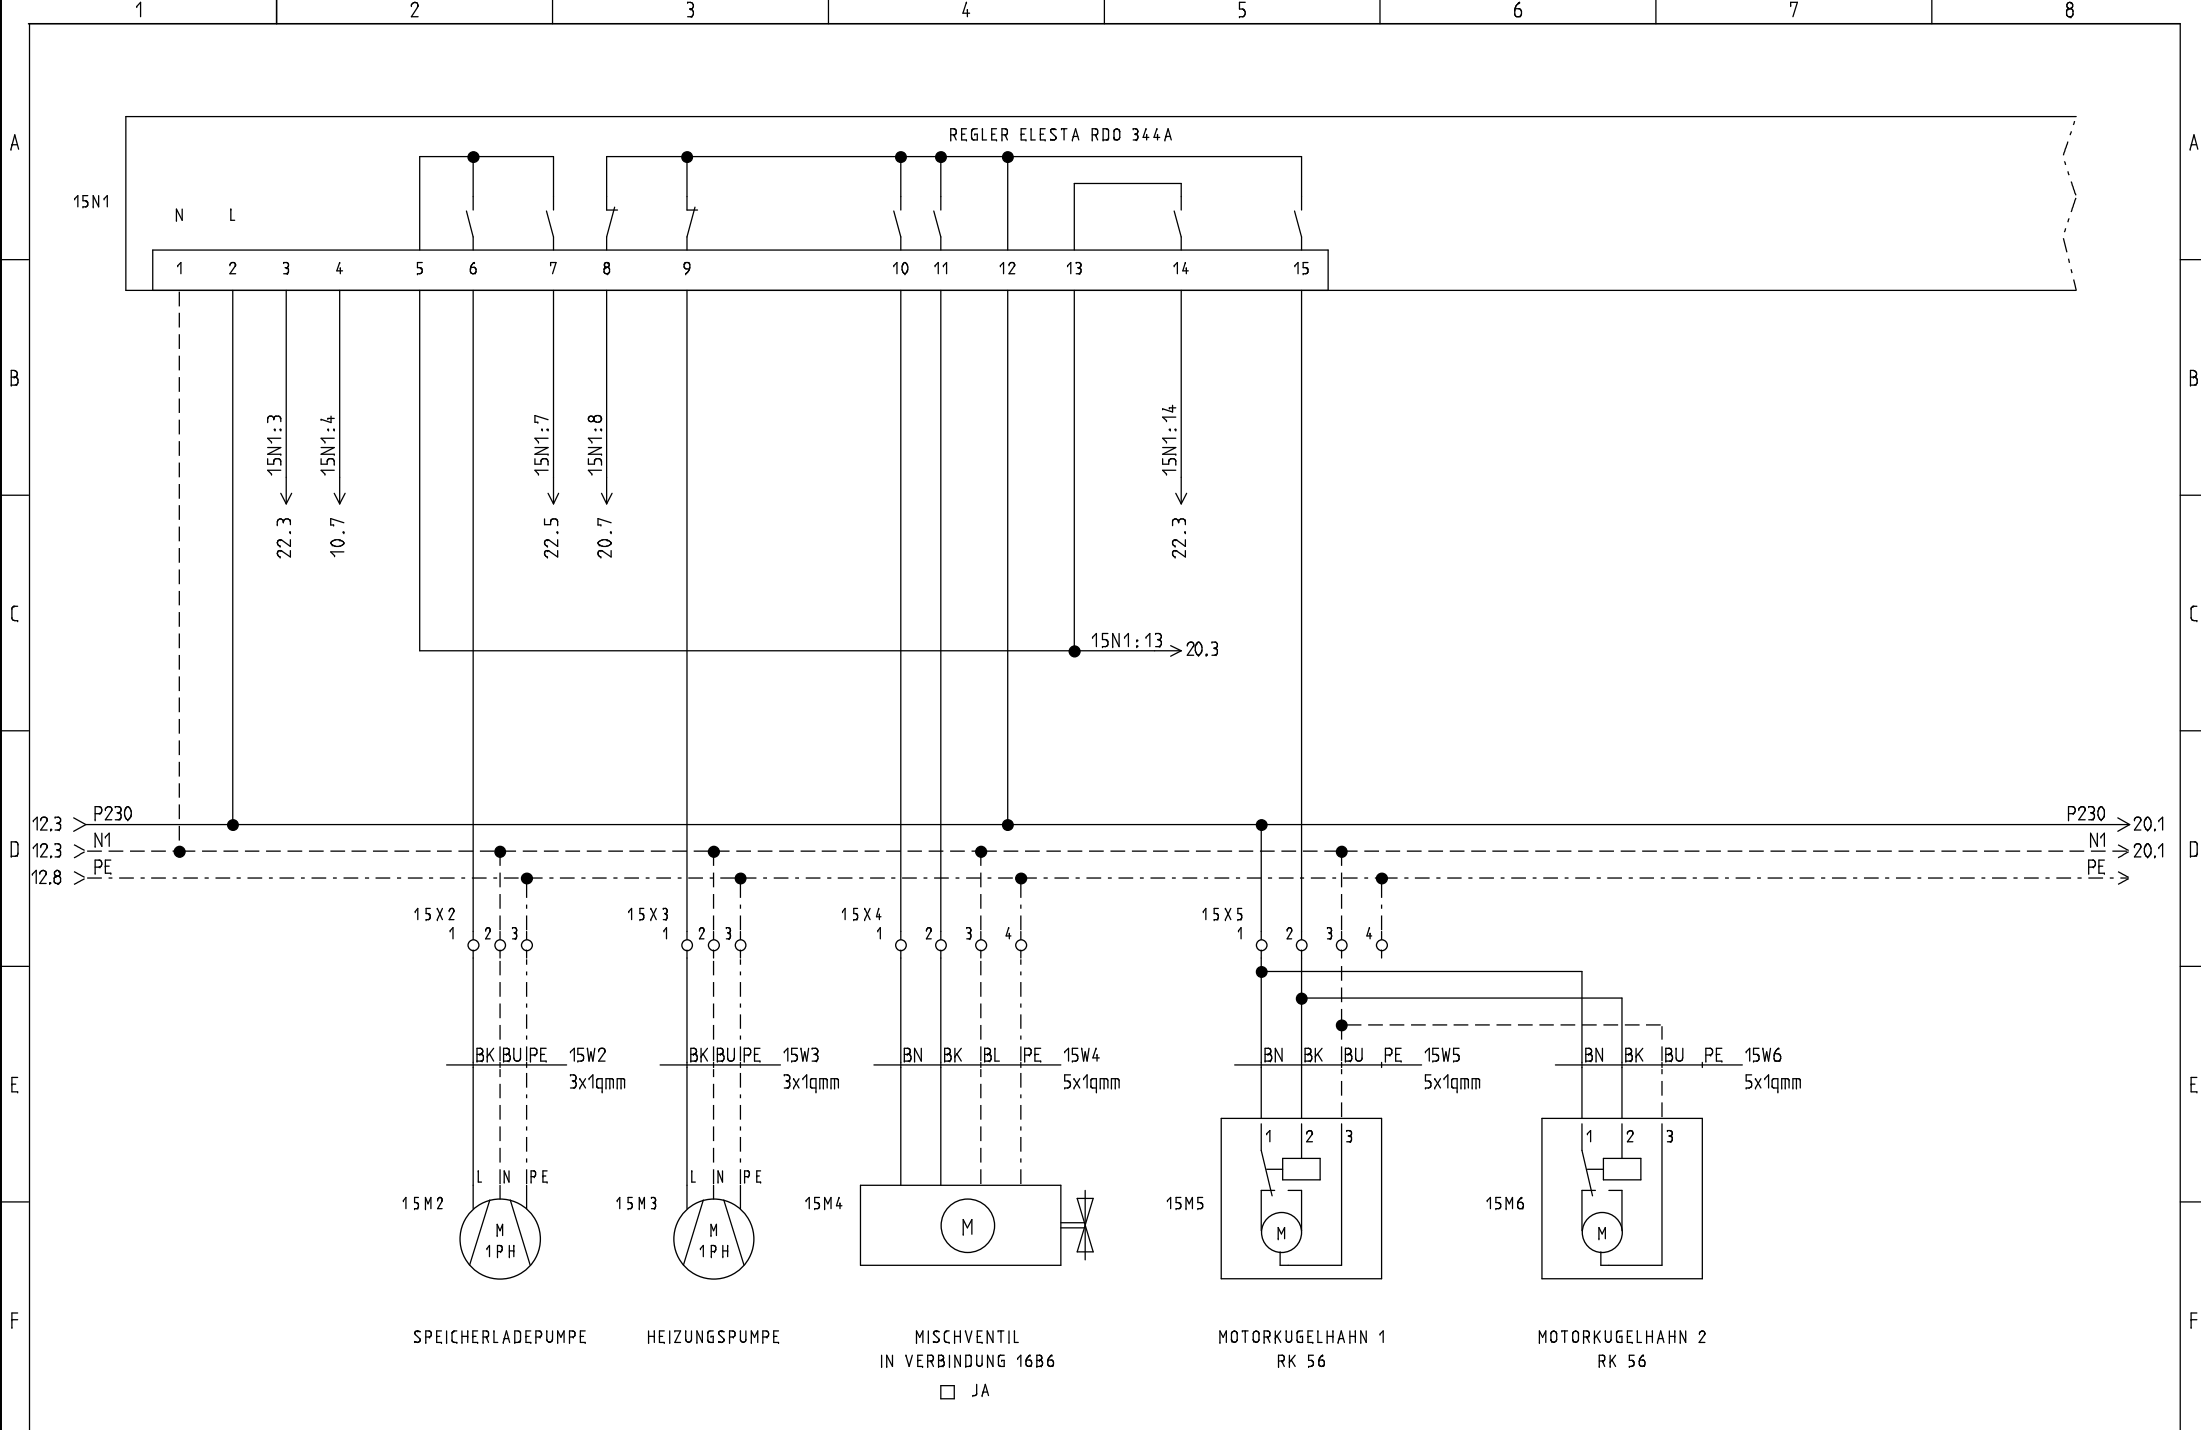 1 2 3 4 5 6 7 8
A A
REGLER ELESTA RDO 344A
15N1
N L
1 2 3 4 5 6 7 8 9 10 11 12 13 14 15
B B
15N1:3 15N1:4 15N1:7 15N1:8 15N1:14
22.3 10.7 22.5 20.7 22.3
C C
15N1:13 20.3
12.3 P230 P230 20.1
D 12.3 N1 N1 20.1 D
12.8 PE PE
15X2 15X3 15X4 15X5
1 2 3 1 2 3 1 2 3 4 1 2 3 4
BK BU PE 15W2 BK BU PE 15W3 BN BK BL PE 15W4 BN BK BU PE 15W5 BN BK BU PE 15W6
E 3x1qmm 3x1qmm 5x1qmm 5x1qmm 5x1qmm E
1 2 3 1 2 3
L N PE L N PE
15M2 15M3 15M4 15M5 15M6
M M M M M
1PH 1PH
F F
SPEICHERLADEPUMPE HEIZUNGSPUMPE MISCHVENTIL MOTORKUGELHAHN 1 MOTORKUGELHAHN 2
IN VERBINDUNG 16B6 RK 56 RK 56
JA